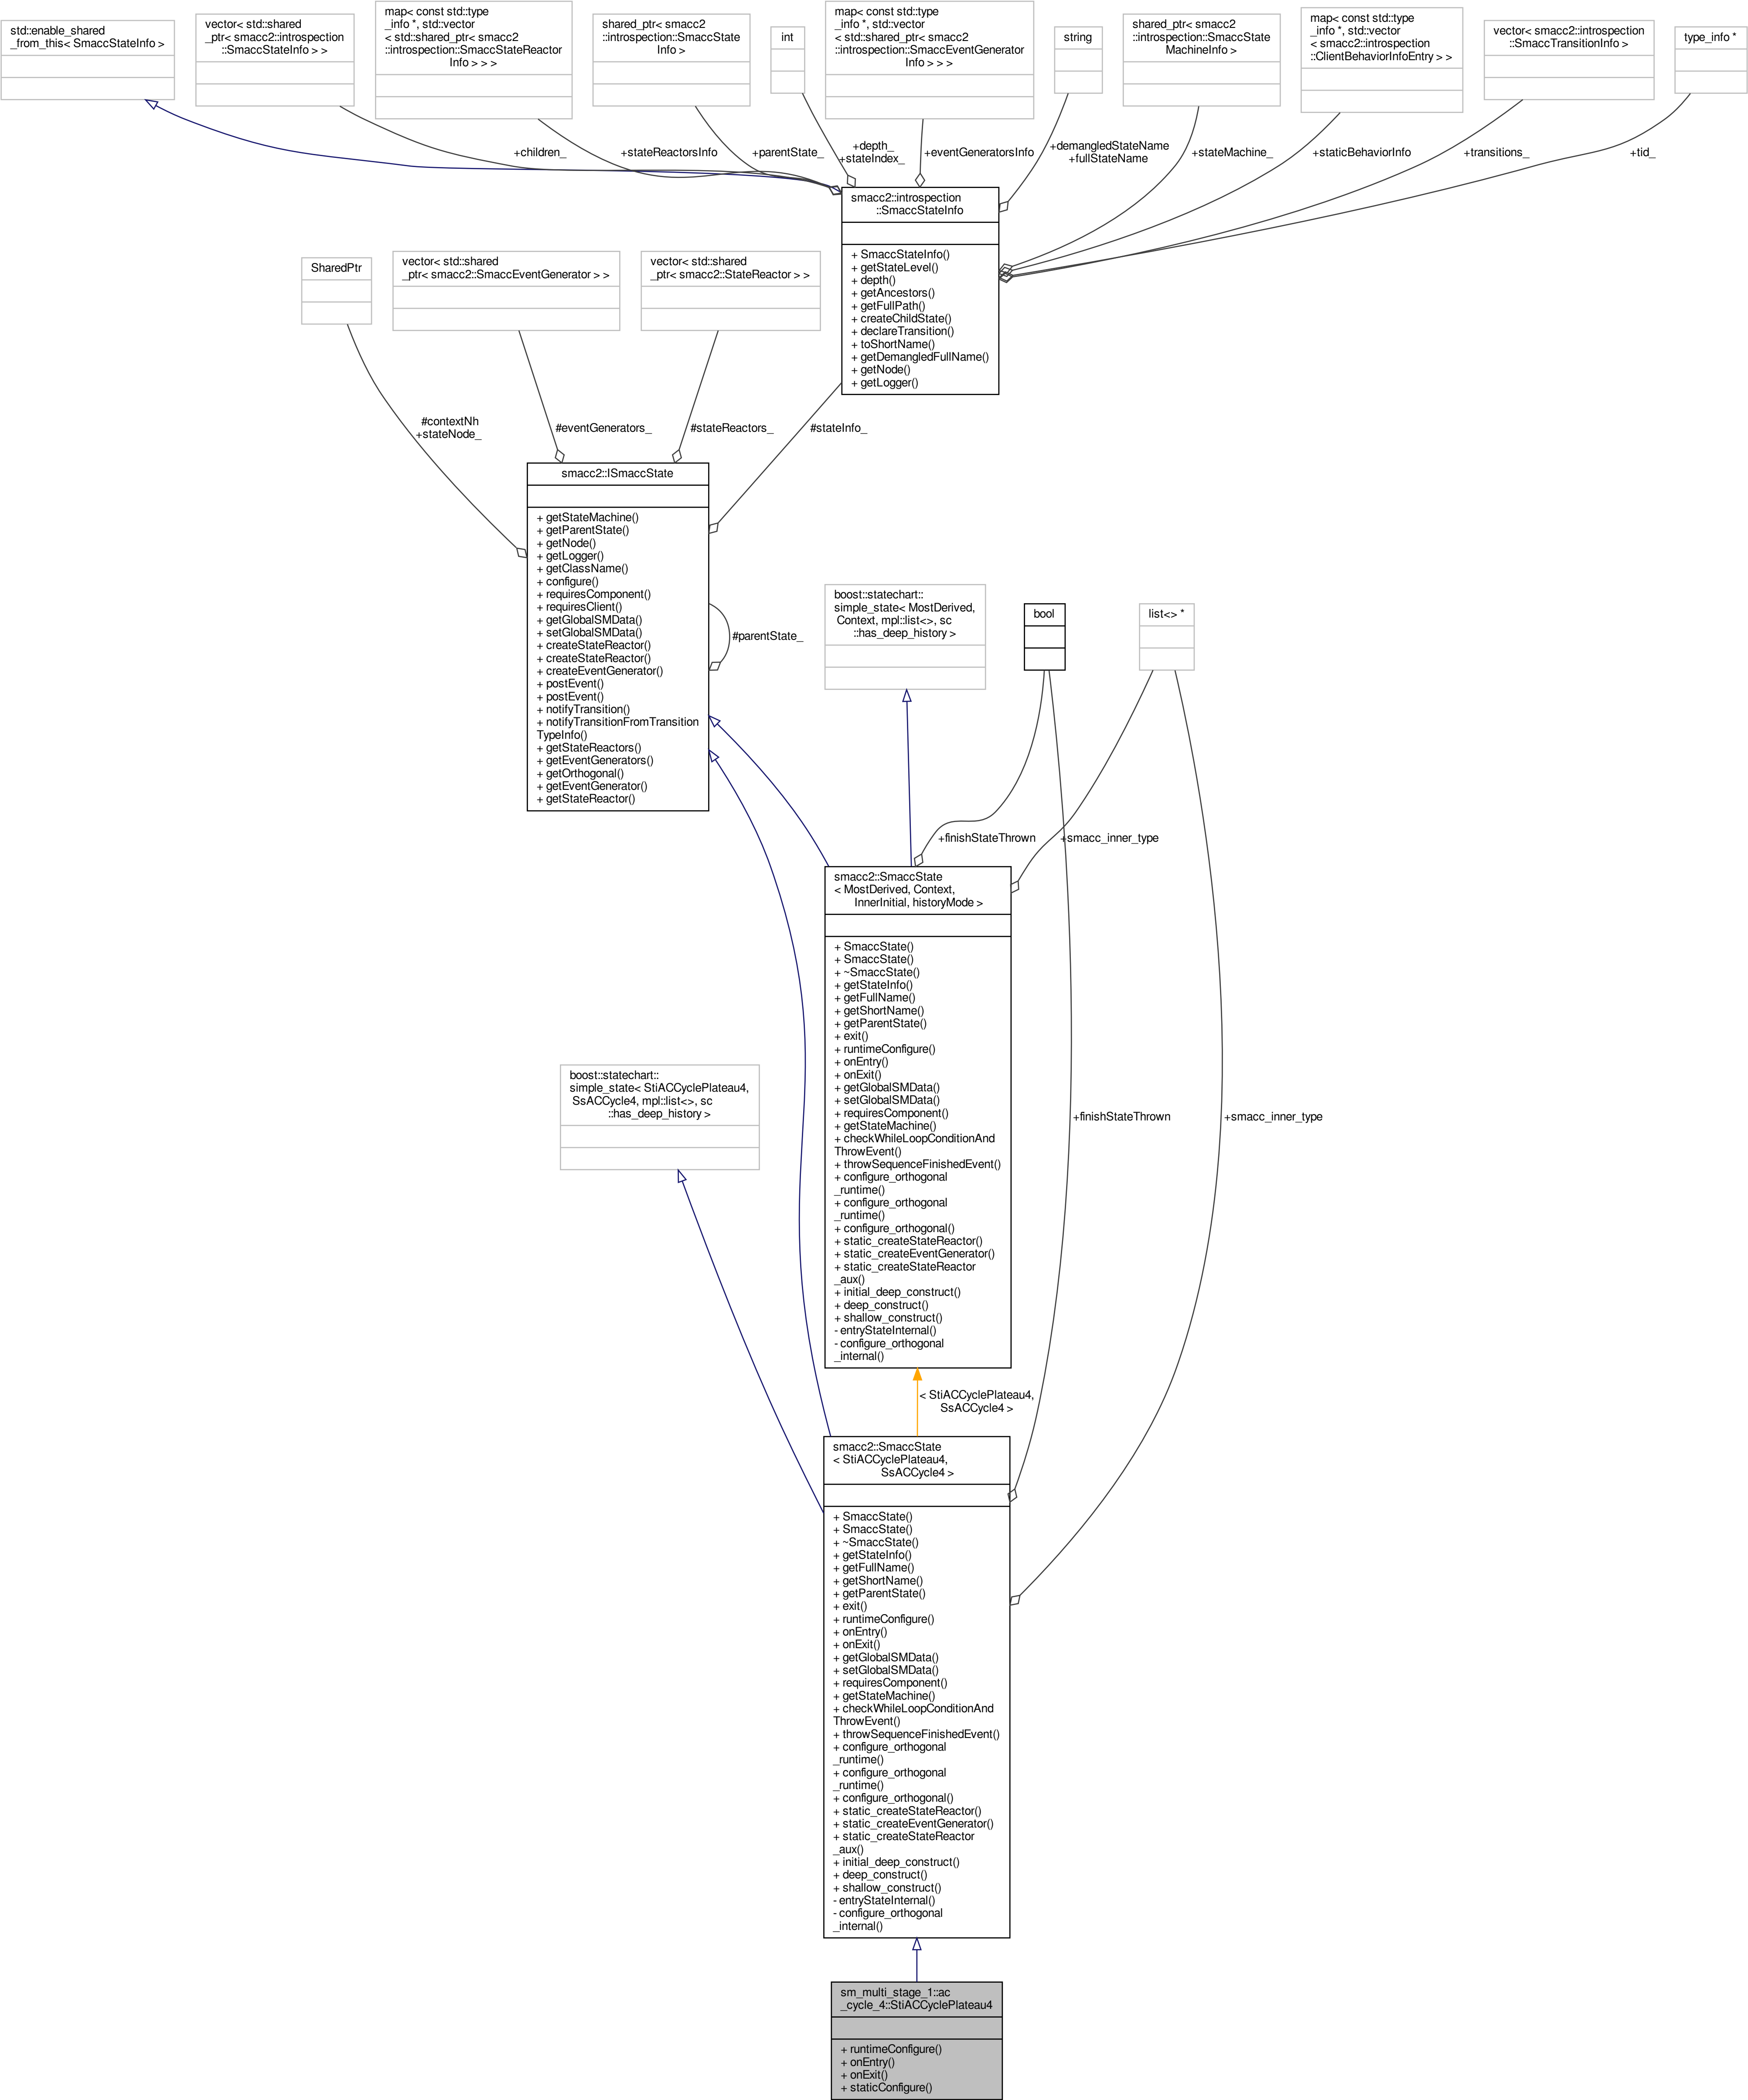 std::enable_shared
_from_this< SmaccStateInfo >
vector< std::shared
_ptr< smacc2::introspection
::SmaccStateInfo > >
map< const std::type
_info *, std::vector
< std::shared_ptr< smacc2
::introspection::SmaccStateReactor
Info > > >
shared_ptr< smacc2
::introspection::SmaccState
Info >
int
map< const std::type
_info *, std::vector
< std::shared_ptr< smacc2
::introspection::SmaccEventGenerator
Info > > >
string
shared_ptr< smacc2
::introspection::SmaccState
MachineInfo >
map< const std::type
_info *, std::vector
< smacc2::introspection
::ClientBehaviorInfoEntry > >
vector< smacc2::introspection
::SmaccTransitionInfo >
type_info *
+children_
+stateReactorsInfo
+parentState_
+depth_
+stateIndex_
+eventGeneratorsInfo
+demangledStateName
+fullStateName
+stateMachine_
+staticBehaviorInfo
+transitions_
+tid_
smacc2::introspection
::SmaccStateInfo
+ SmaccStateInfo()
+ getStateLevel()
+ depth()
+ getAncestors()
+ getFullPath()
+ createChildState()
+ declareTransition()
+ toShortName()
+ getDemangledFullName()
+ getNode()
+ getLogger()
SharedPtr
vector< std::shared
_ptr< smacc2::SmaccEventGenerator > >
vector< std::shared
_ptr< smacc2::StateReactor > >
#contextNh
+stateNode_
#eventGenerators_
#stateReactors_
#stateInfo_
smacc2::ISmaccState
+ getStateMachine()
+ getParentState()
+ getNode()
+ getLogger()
+ getClassName()
+ configure()
+ requiresComponent()
+ requiresClient()
+ getGlobalSMData()
+ setGlobalSMData()
+ createStateReactor()
+ createStateReactor()
+ createEventGenerator()
+ postEvent()
+ postEvent()
+ notifyTransition()
+ notifyTransitionFromTransition
TypeInfo()
+ getStateReactors()
+ getEventGenerators()
+ getOrthogonal()
+ getEventGenerator()
+ getStateReactor()
#parentState_
boost::statechart::
simple_state< MostDerived,
Context, mpl::list<>, sc
::has_deep_history >
bool
list<> *
+finishStateThrown
+smacc_inner_type
smacc2::SmaccState
< MostDerived, Context,
InnerInitial, historyMode >
+ SmaccState()
+ SmaccState()
+ ~SmaccState()
+ getStateInfo()
+ getFullName()
+ getShortName()
+ getParentState()
+ exit()
+ runtimeConfigure()
+ onEntry()
+ onExit()
+ getGlobalSMData()
+ setGlobalSMData()
+ requiresComponent()
+ getStateMachine()
+ checkWhileLoopConditionAnd
ThrowEvent()
+ throwSequenceFinishedEvent()
+ configure_orthogonal
_runtime()
+ configure_orthogonal
_runtime()
+ configure_orthogonal()
+ static_createStateReactor()
+ static_createEventGenerator()
+ static_createStateReactor
_aux()
+ initial_deep_construct()
+ deep_construct()
+ shallow_construct()
- entryStateInternal()
- configure_orthogonal
_internal()
boost::statechart::
simple_state< StiACCyclePlateau4,
SsACCycle4, mpl::list<>, sc
::has_deep_history >
+finishStateThrown
+smacc_inner_type
< StiACCyclePlateau4,
SsACCycle4 >
smacc2::SmaccState
< StiACCyclePlateau4,
SsACCycle4 >
+ SmaccState()
+ SmaccState()
+ ~SmaccState()
+ getStateInfo()
+ getFullName()
+ getShortName()
+ getParentState()
+ exit()
+ runtimeConfigure()
+ onEntry()
+ onExit()
+ getGlobalSMData()
+ setGlobalSMData()
+ requiresComponent()
+ getStateMachine()
+ checkWhileLoopConditionAnd
ThrowEvent()
+ throwSequenceFinishedEvent()
+ configure_orthogonal
_runtime()
+ configure_orthogonal
_runtime()
+ configure_orthogonal()
+ static_createStateReactor()
+ static_createEventGenerator()
+ static_createStateReactor
_aux()
+ initial_deep_construct()
+ deep_construct()
+ shallow_construct()
- entryStateInternal()
- configure_orthogonal
_internal()
sm_multi_stage_1::ac
_cycle_4::StiACCyclePlateau4
+ runtimeConfigure()
+ onEntry()
+ onExit()
+ staticConfigure()